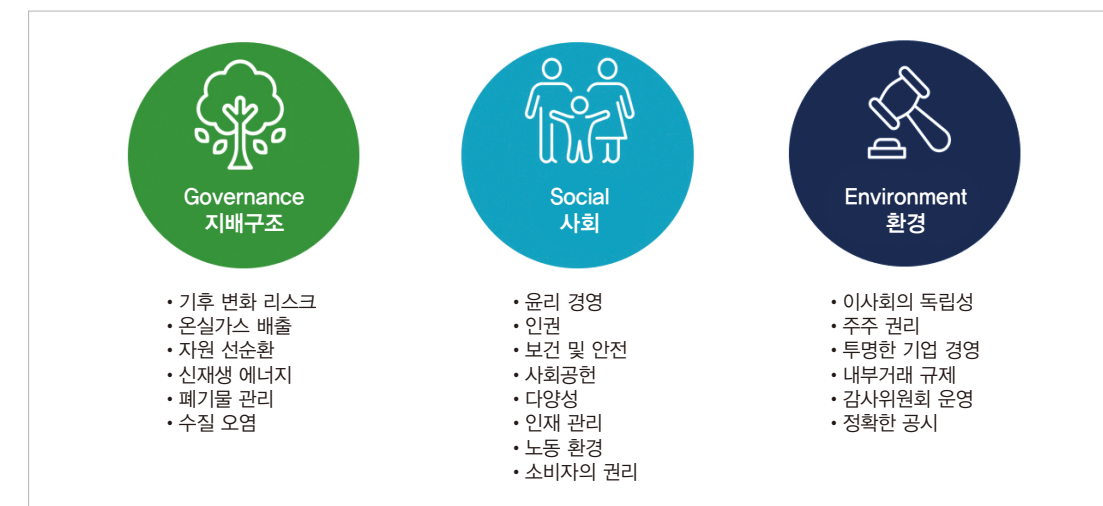 Governance
지배구조
• 기후 변화 리스크
• 온실가스 배출
• 자원 선순환
• 신재생 에너지
• 폐기물 관리
• 수질 오염
Social
사회
• 윤리 경영
• 인권
• 보건 및 안전
• 사회공헌
• 다양성
• 인재 관리
• 노동 환경
• 소비자의 권리
Environment
환경
• 이사회의 독립성
• 주주 권리
• 투명한 기업 경영
• 내부거래 규제
• 감사위원회 운영
• 정확한 공시